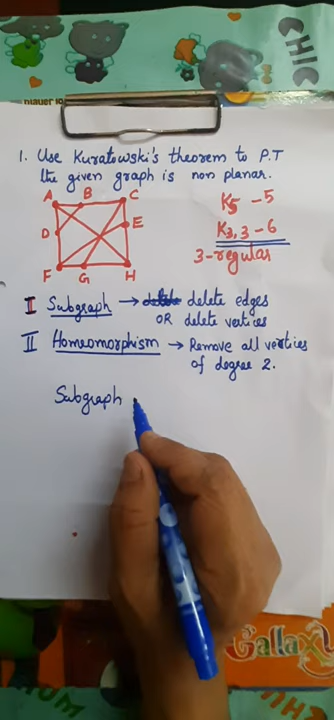 CHIC
1. Use Kuratowski's theorem to P.T
the given graph is non planar.
A B C
D E
F G H
K5 - 5
K3,3 - 6
3-regular
I Subgraph → delete edges
OR delete vertices
II Homeomorphism → Remove all vertices
of degree 2.
Subgraph